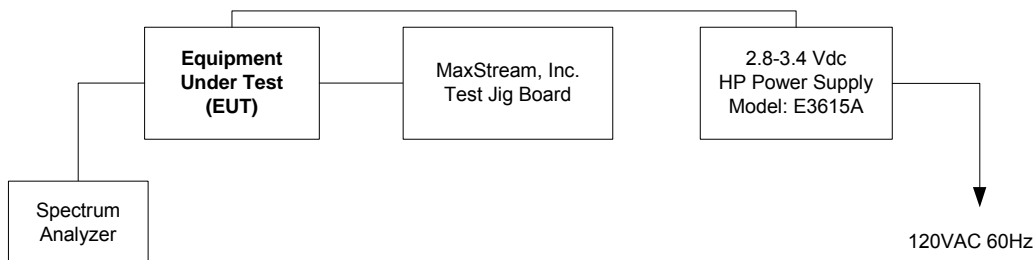 Equipment
Under Test
(EUT)
MaxStream, Inc.
Test Jig Board
2.8-3.4 Vdc
HP Power Supply
Model: E3615A
Spectrum
Analyzer
120VAC 60Hz